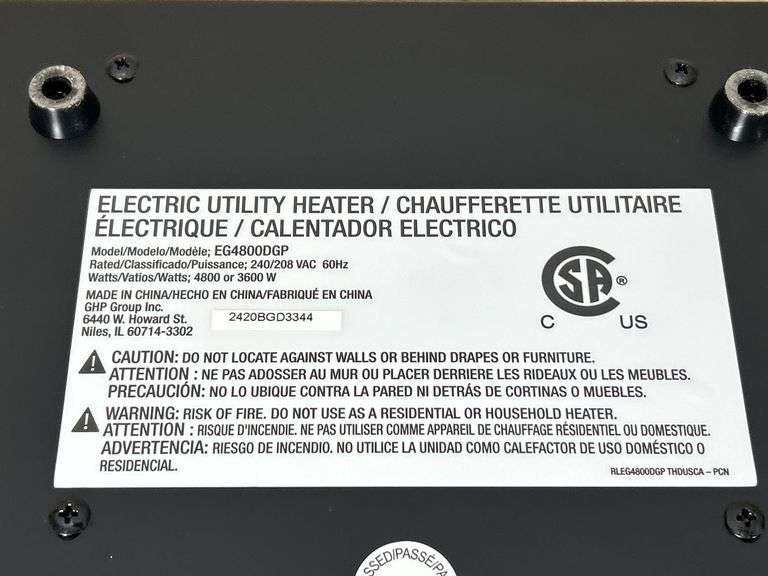 ELECTRIC UTILITY HEATER / CHAUFFERETTE UTILITAIRE
ÉLECTRIQUE / CALENTADOR ELECTRICO
Model/Modelo/Modèle; EG4800DGP
Rated/Classificado/Puissance; 240/208 VAC 60Hz
Watts/Vatios/Watts; 4800 or 3600 W
MADE IN CHINA/HECHO EN CHINA/FABRIQUÉ EN CHINA
GHP Group Inc.
6440 W. Howard St.
Niles, IL 60714-3302
2420BGD3344
CSA®
C US
CAUTION: DO NOT LOCATE AGAINST WALLS OR BEHIND DRAPES OR FURNITURE.
ATTENTION : NE PAS ADOSSER AU MUR OU PLACER DERRIERE LES RIDEAUX OU LES MEUBLES.
PRECAUCIÓN: NO LO UBIQUE CONTRA LA PARED NI DETRÁS DE CORTINAS O MUEBLES.
WARNING: RISK OF FIRE. DO NOT USE AS A RESIDENTIAL OR HOUSEHOLD HEATER.
ATTENTION : RISQUE D'INCENDIE. NE PAS UTILISER COMME APPAREIL DE CHAUFFAGE RÉSIDENTIEL OU DOMESTIQUE.
ADVERTENCIA: RIESGO DE INCENDIO. NO UTILICE LA UNIDAD COMO CALEFACTOR DE USO DOMÉSTICO O
RESIDENCIAL.
RLEG4800DGP THDUSCA – PCN
SSED/PASSÉ/PA